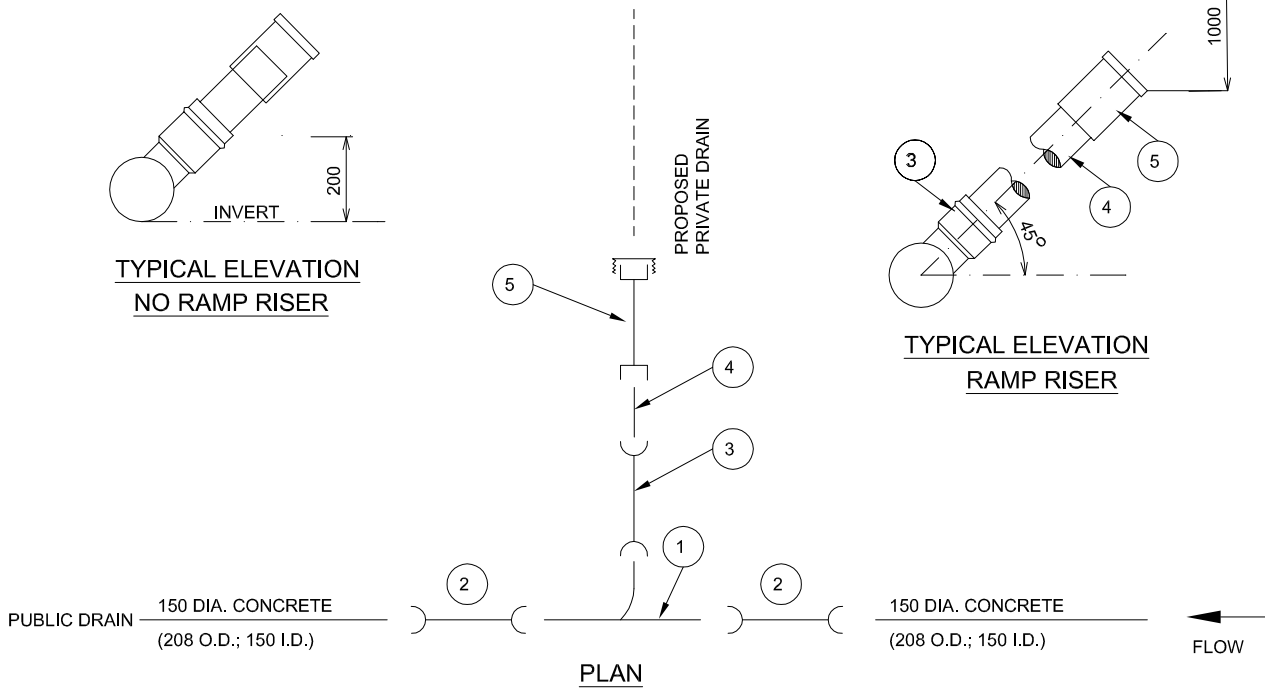 200
INVERT
TYPICAL ELEVATION
NO RAMP RISER
PROPOSED
PRIVATE DRAIN
1000
3
5
4
45°
TYPICAL ELEVATION
RAMP RISER
5
4
3
1
2
2
PUBLIC DRAIN
150 DIA. CONCRETE
(208 O.D.; 150 I.D.)
150 DIA. CONCRETE
(208 O.D.; 150 I.D.)
FLOW
PLAN